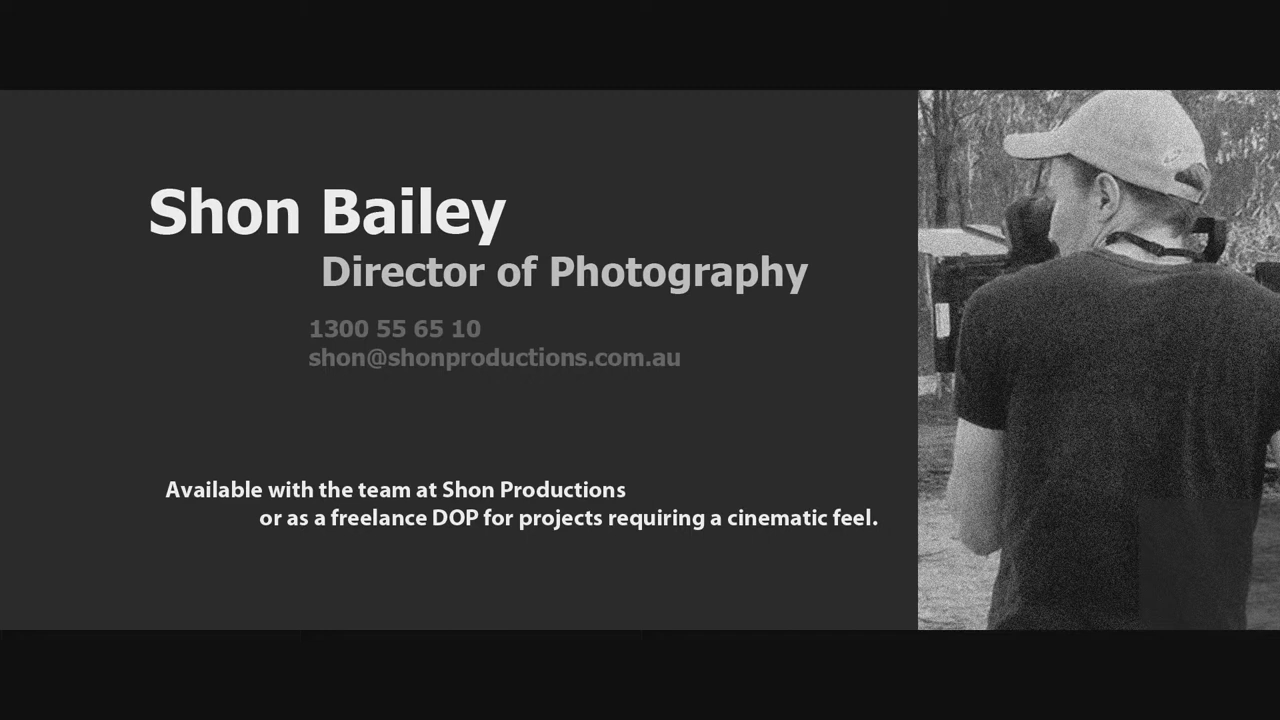 Shon Bailey
Director of Photography
1300 55 65 10
shon@shonproductions.com.au
Available with the team at Shon Productions
or as a freelance DOP for projects requiring a cinematic feel.